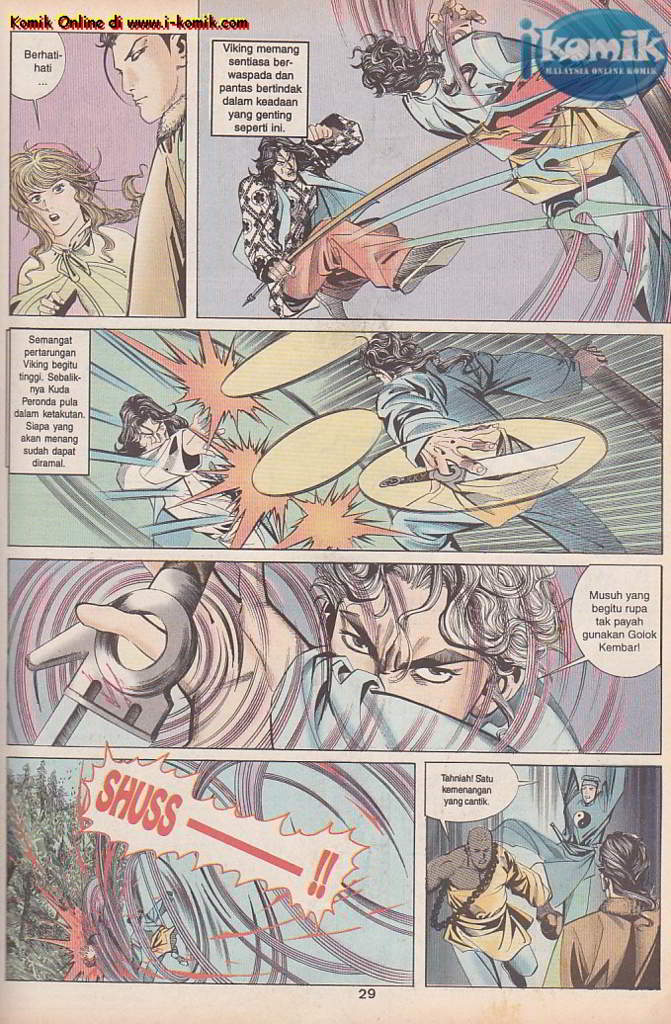 Komik Online di www.i-komik.com
ikomik
MALAYSIA ONLINE KOMIK
Berhati-
hati
...
Viking memang
sentiasa ber-
waspada dan
pantas bertindak
dalam keadaan
yang genting
seperti ini.
Semangat
pertarungan
Viking begitu
tinggi. Sebalik-
nya Kuda
Peronda pula
dalam ketakutan.
Siapa yang
akan menang
sudah dapat
diramal.
Musuh yang
begitu rupa
tak payah
gunakan Golok
Kembar!
SHUSS — !!
Tahniah! Satu
kemenangan
yang cantik.
29